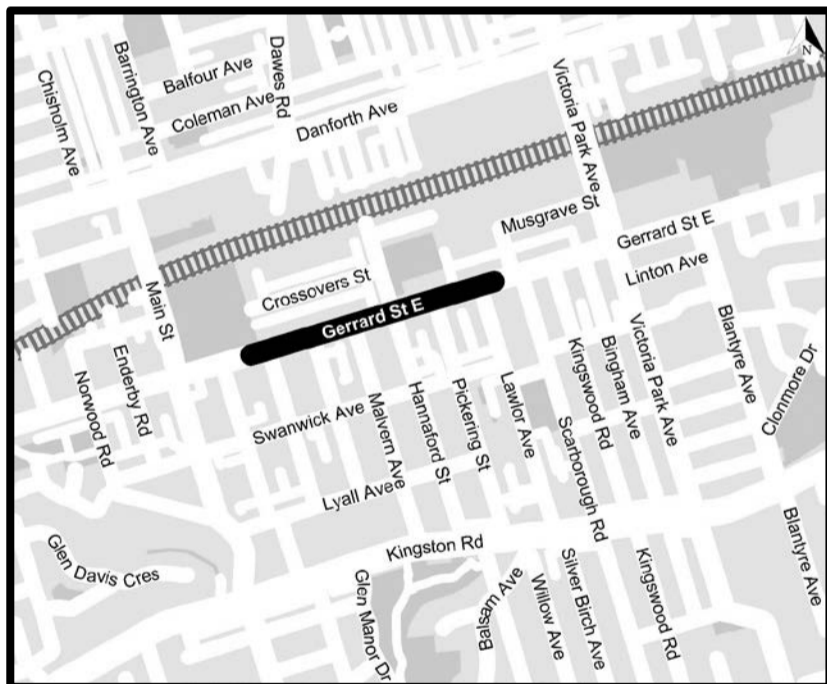 N
Chisholm Ave
Barrington Ave
Balfour Ave
Coleman Ave
Dawes Rd
Danforth Ave
Victoria Park Ave
Musgrave St
Gerrard St E
Linton Ave
Crossovers St
Main St
Gerrard St E
Enderby Rd
Norwood Rd
Swanwick Ave
Malvern Ave
Hannaford St
Pickering St
Lawlor Ave
Kingswood Rd
Bingham Ave
Victoria Park Ave
Blantyre Ave
Clonmore Dr
Lyall Ave
Scarborough Rd
Kingston Rd
Glen Davis Cres
Glen Manor Dr
Balsam Ave
Willow Ave
Silver Birch Ave
Kingswood Rd
Blantyre Ave